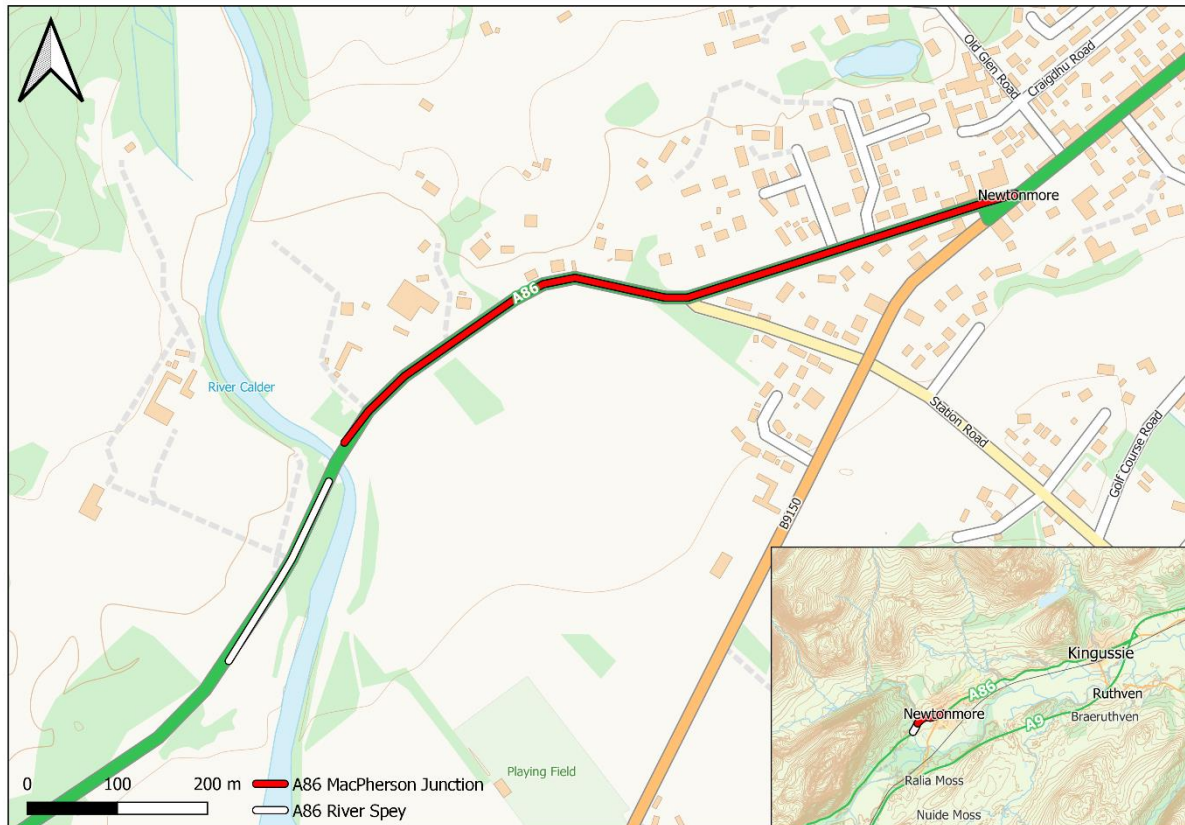 Old Glen Road
Craigdhu Road
Newtonmore
A86
River Calder
Station Road
Golf Course Road
B9150
Playing Field
0 100 200 m
A86 MacPherson Junction
A86 River Spey
Kingussie
A86
Ruthven
Newtonmore
Braeruthven
A9
Ralia Moss
Nuide Moss